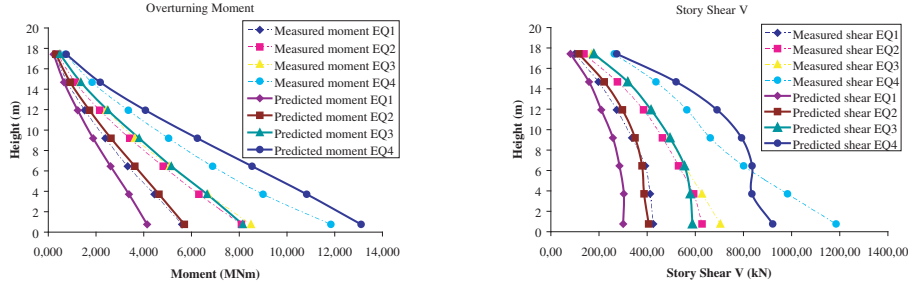 Overturning Moment
Height (m)
20
18
16
14
12
10
8
6
4
2
0
0,000
2,000
4,000
6,000
8,000
10,000
12,000
14,000
Moment (MNm)
Measured moment EQ1
Measured moment EQ2
Measured moment EQ3
Measured moment EQ4
Predicted moment EQ1
Predicted moment EQ2
Predicted moment EQ3
Predicted moment EQ4
Story Shear V
Height (m)
20
18
16
14
12
10
8
6
4
2
0
0,00
200,00
400,00
600,00
800,00
1000,00
1200,00
1400,00
Story Shear V (kN)
Measured shear EQ1
Measured shear EQ2
Measured shear EQ3
Measured shear EQ4
Predicted shear EQ1
Predicted shear EQ2
Predicted shear EQ3
Predicted shear EQ4